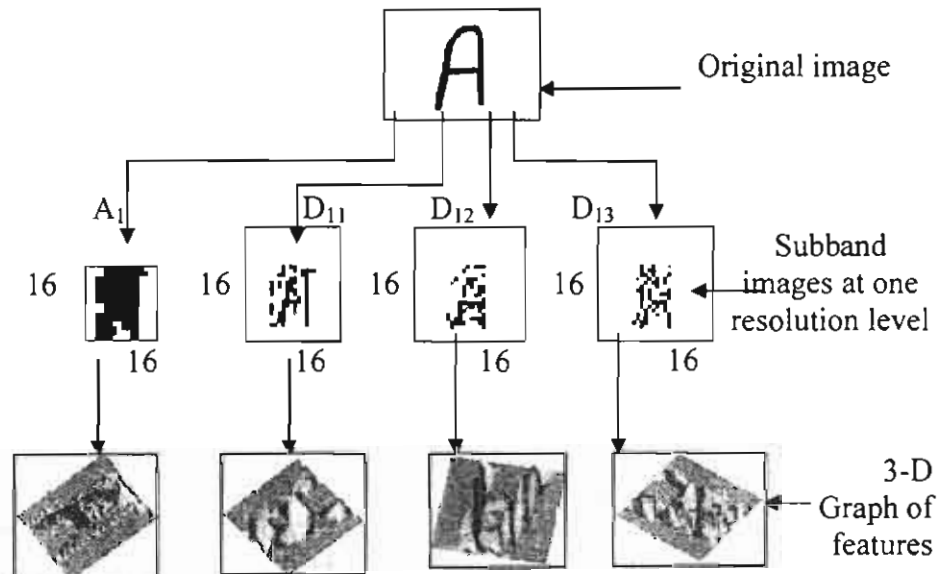 A
Original image
A₁ D₁₁ D₁₂ D₁₃
16 16 16 16
Subband
images at one
resolution level
16 16 16 16
3-D
Graph of
features